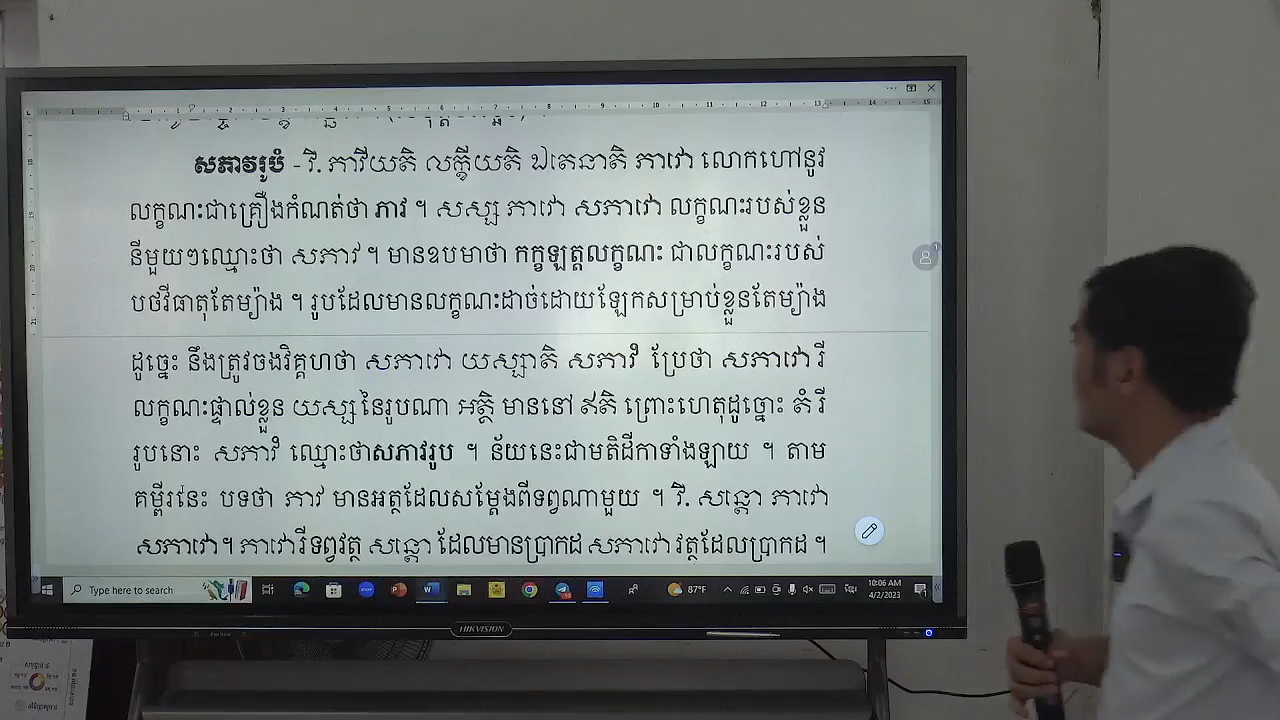 សភាវរូបំ - វិ. ភាវីយតិ លក្ខីយតិ ឯតេនាតិ ភាវោ លោកហៅនូវ
លក្ខណះជាគ្រឿងកំណត់ថា ភាវ ។ សស្ស ភាវោ សភាវោ លក្ខណះរបស់ខ្លួន
នីមួយៗឈ្មោះថា សភាវ ។ មានឧបមាថា កក្ខឡត្តលក្ខណះ ជាលក្ខណះរបស់
បថវីធាតុតែម្យ៉ាង ។ រូបដែលមានលក្ខណះដាច់ដោយឡែកសម្រាប់ខ្លួនតែម្យ៉ាង
ដូច្នេះ នឹងត្រូវចងវិគ្គហថា សភាវោ យស្សាតិ សភាវំ ប្រែថា សភាវោ រី
លក្ខណះផ្ទាល់ខ្លួន យស្ស នៃរូបណា អត្ថិ មាននៅ ឥតិ ព្រោះហេតុដូច្នោះ តំ រី
រូបនោះ សភាវំ ឈ្មោះថាសភាវរូប ។ ន័យនេះជាមតិដីកាទាំងឡាយ ។ តាម
គម្ពីរនេះ បទថា ភាវ មានអត្ថដែលសម្តែងពីទព្វណាមួយ ។ វិ. សន្តោ ភាវោ
សភាវោ។ ភាវោរីទព្វវត្ថុ សន្តោ ដែលមានប្រាកដ សភាវោ វត្ថុដែលប្រាកដ ។
Type here to search
87°F
10:06 AM
4/2/2023
HIKVISION